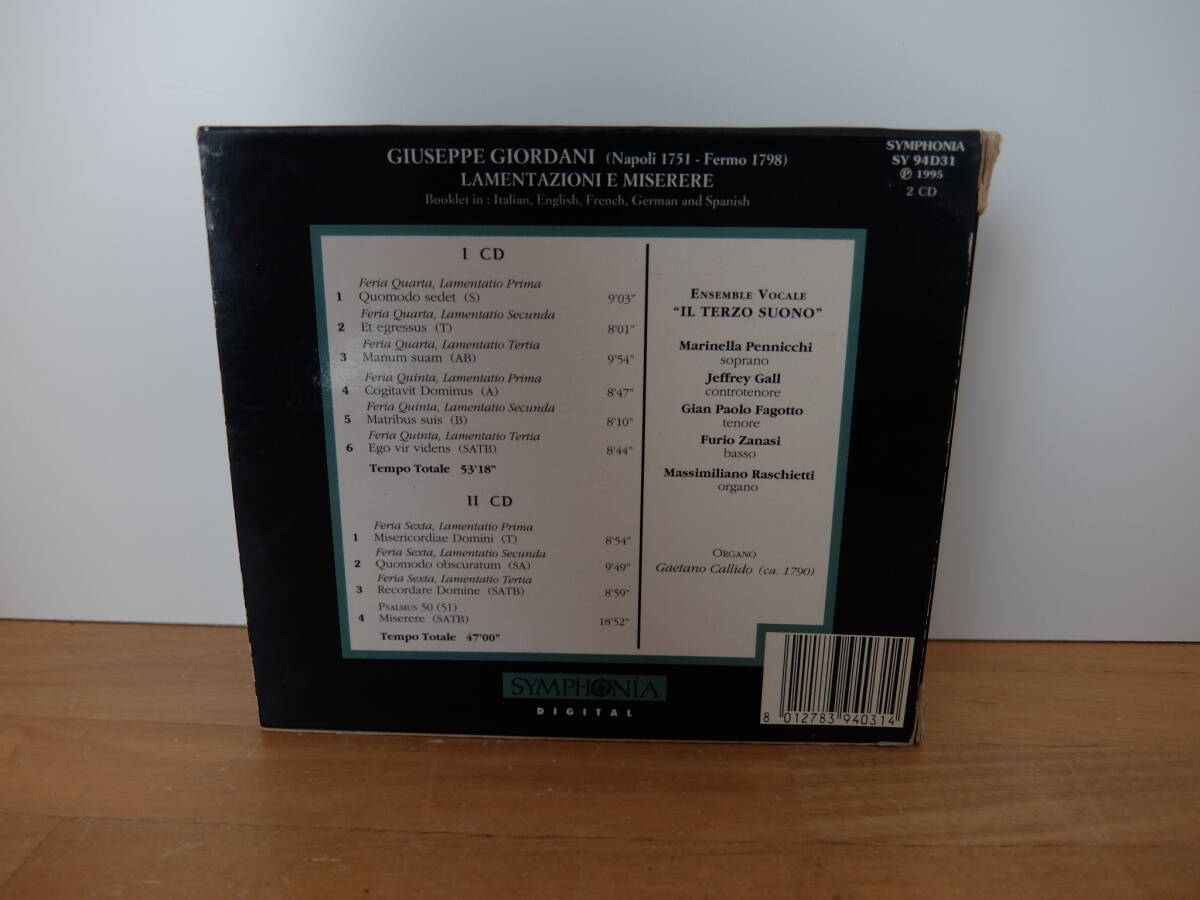 GIUSEPPE GIORDANI (Napoli 1751 - Fermo 1798)
LAMENTAZIONI E MISERERE
Booklet in : Italian, English, French, German and Spanish
SYMPHONIA
SY 94D31
℗ 1995
2 CD
I CD
Feria Quarta, Lamentatio Prima
1 Quomodo sedet (S) 9'03"
Feria Quarta, Lamentatio Secunda
2 Et egressus (T) 8'01"
Feria Quarta, Lamentatio Tertia
3 Manum suam (AB) 9'54"
Feria Quinta, Lamentatio Prima
4 Cogitavit Dominus (A) 8'47"
Feria Quinta, Lamentatio Secunda
5 Matribus suis (B) 8'10"
Feria Quinta, Lamentatio Tertia
6 Ego vir videns (SATB) 8'44"
Tempo Totale 53'18"
II CD
Feria Sexta, Lamentatio Prima
1 Misericordiae Domini (T) 8'54"
Feria Sexta, Lamentatio Secunda
2 Quomodo obscuratum (SA) 9'49"
Feria Sexta, Lamentatio Tertia
3 Recordare Domine (SATB) 8'59"
PSALMUS 50 (51)
4 Miserere (SATB) 18'52"
Tempo Totale 47'00"
ENSEMBLE VOCALE
"IL TERZO SUONO"
Marinella Pennicchi
soprano
Jeffrey Gall
controtenore
Gian Paolo Fagotto
tenore
Furio Zanasi
basso
Massimiliano Raschietti
organo
ORGANO
Gaetano Callido (ca. 1790)
SYMPHONIA
DIGITAL
8 012783 940314